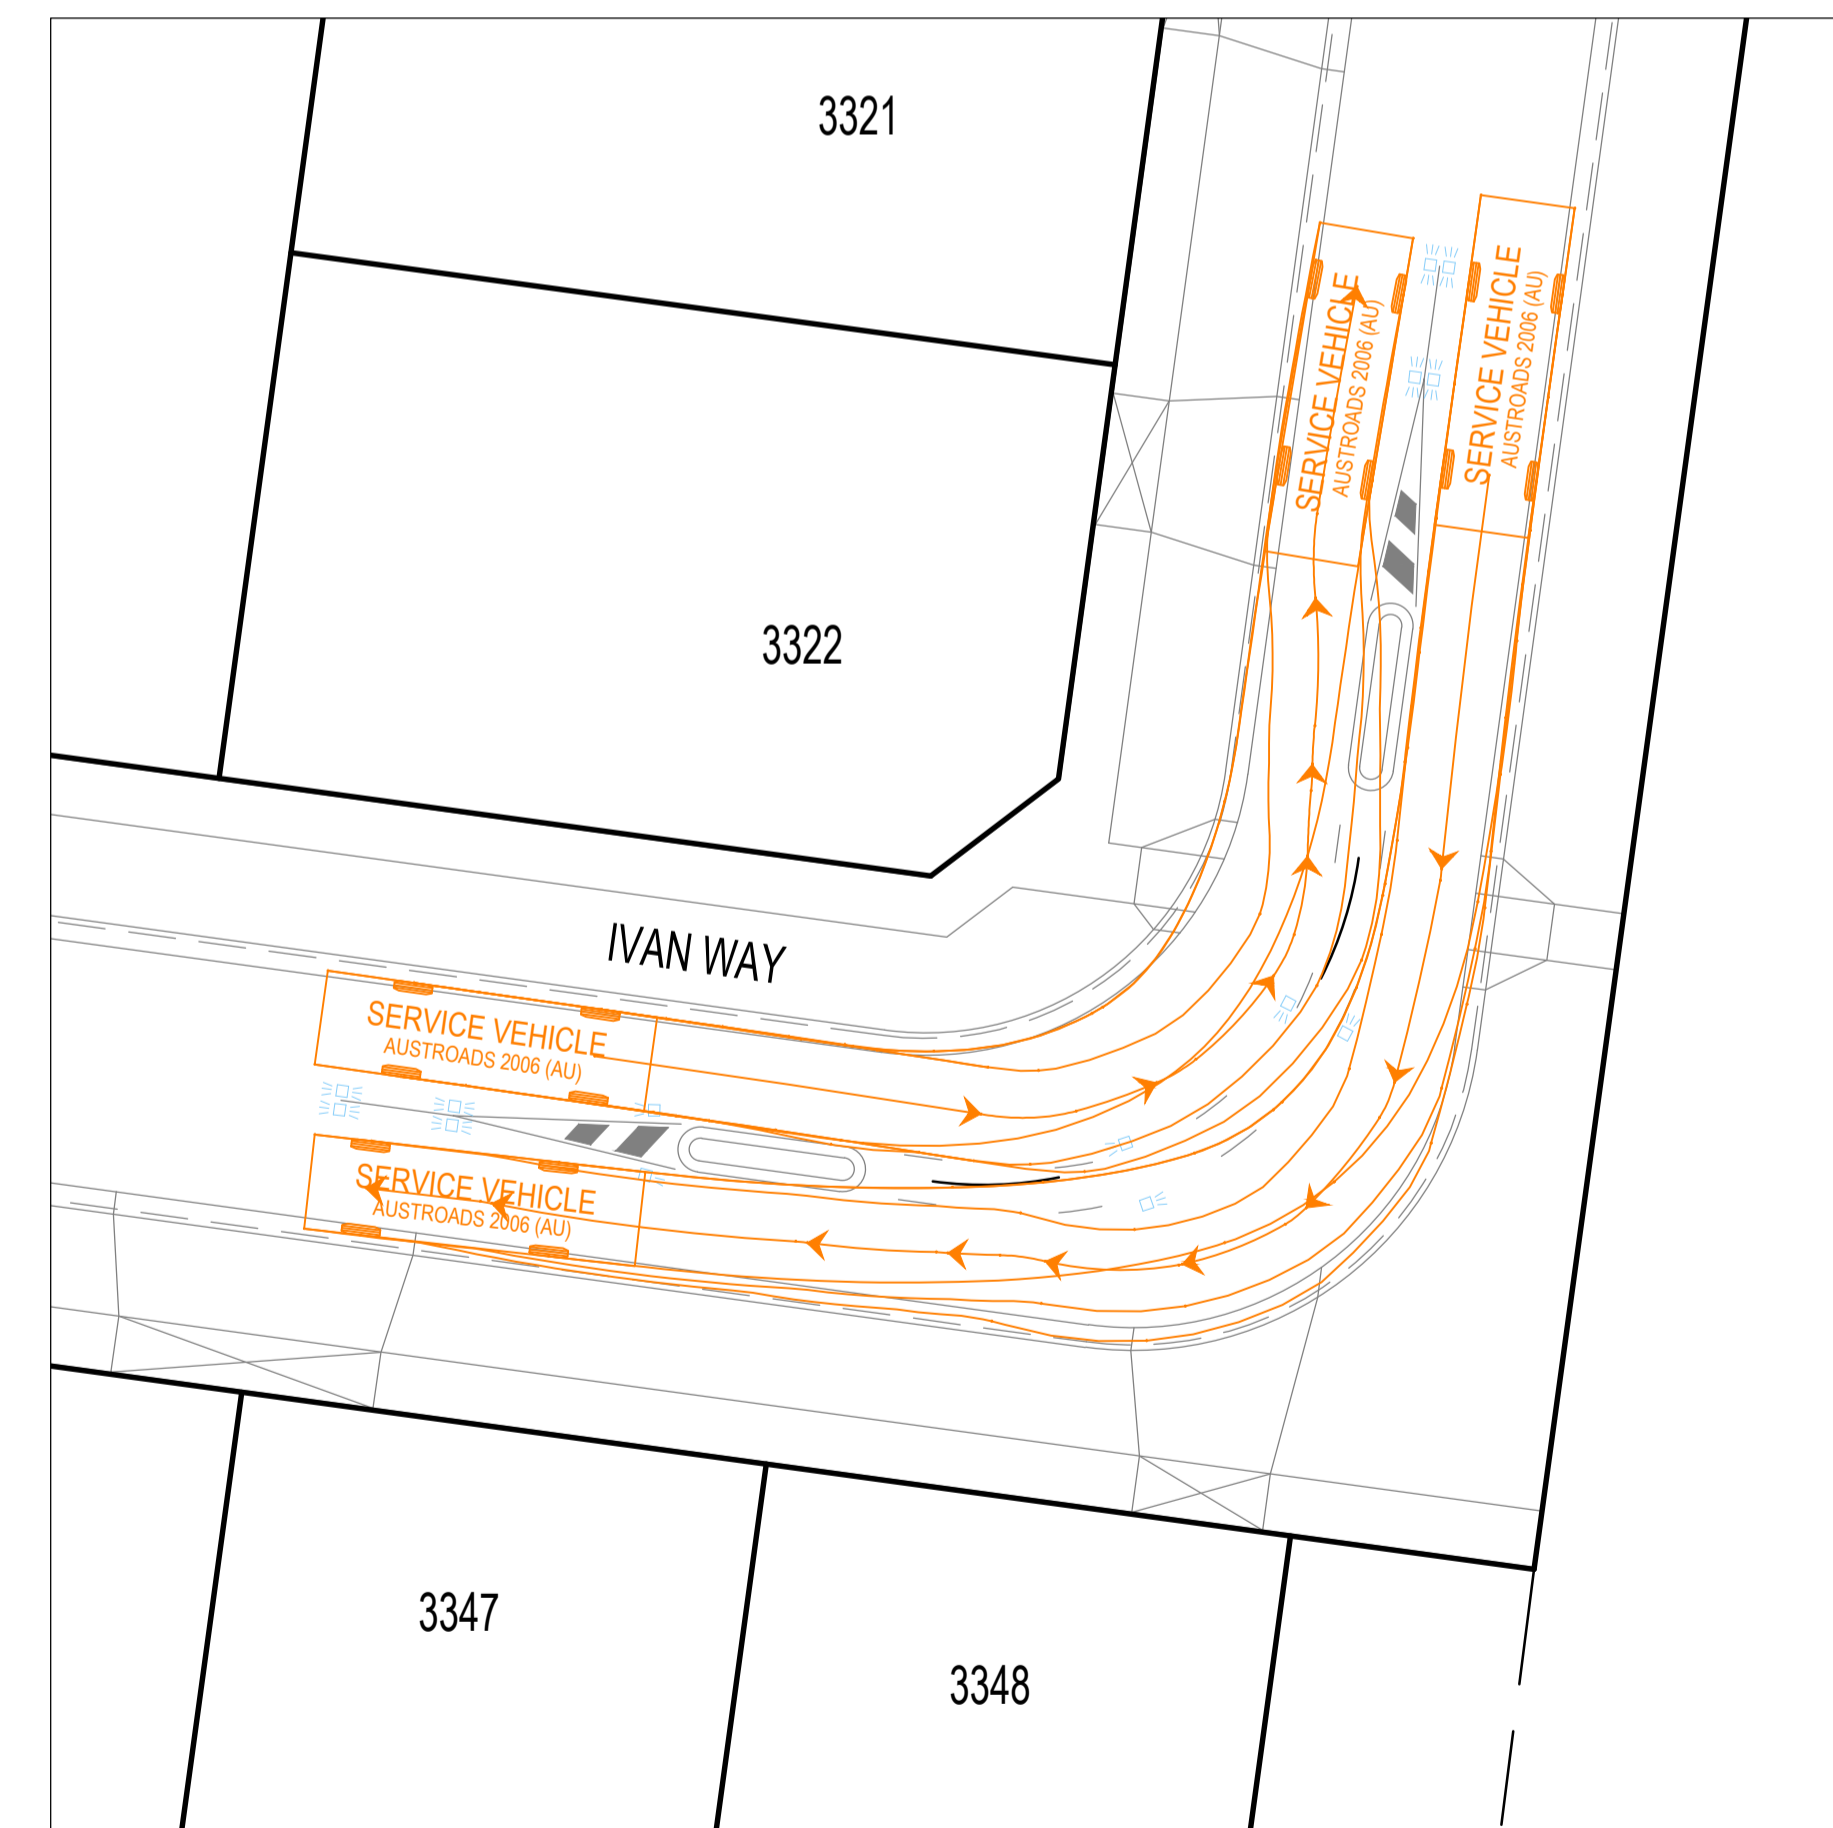 3321
SERVICE VEHICLE
AUSTROADS 2006 (AU)
SERVICE VEHICLE
AUSTROADS 2006 (AU)
3322
IVAN WAY
SERVICE VEHICLE
AUSTROADS 2006 (AU)
SERVICE VEHICLE
AUSTROADS 2006 (AU)
3347
3348